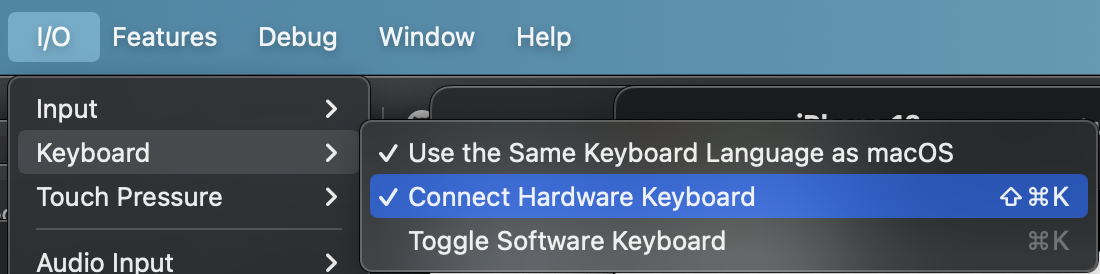 I/O Features Debug Window Help
Input
Keyboard
Touch Pressure
Audio Input
✓ Use the Same Keyboard Language as macOS
✓ Connect Hardware Keyboard ⇧⌘K
Toggle Software Keyboard ⌘K